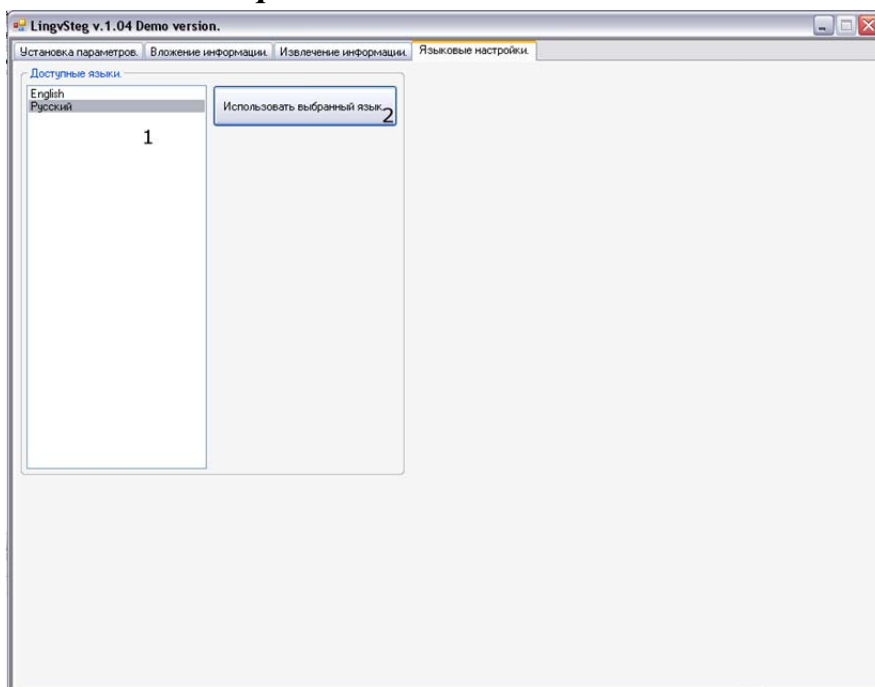 LingvSteg v.1.04 Demo version.
Установка параметров. Вложение информации. Извлечение информации. Языковые настройки.
Доступные языки.
English
Русский
Использовать выбранный язык.
2
1